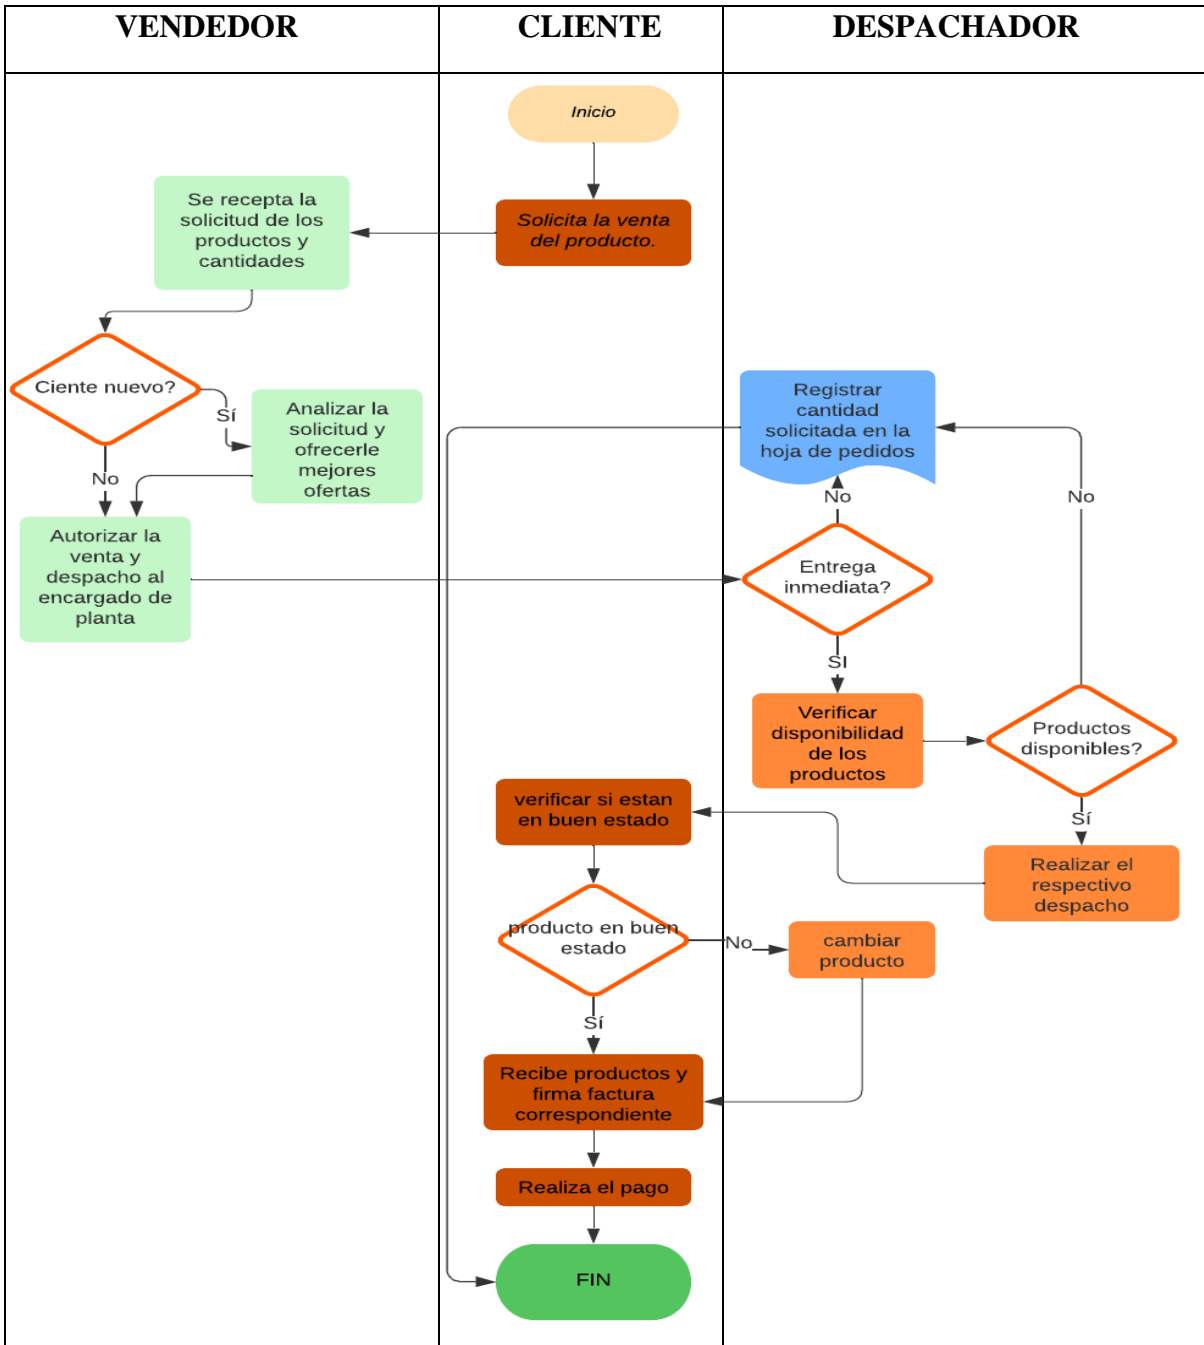 VENDEDOR
CLIENTE
DESPACHADOR
Inicio
Solicita la venta
del producto.
Se recepta la
solicitud de los
productos y
cantidades
Ciente nuevo?
Sí
Analizar la
solicitud y
ofrecerle
mejores
ofertas
No
Autorizar la
venta y
despacho al
encargado de
planta
Registrar
cantidad
solicitada en la
hoja de pedidos
No
No
Entrega
inmediata?
SI
Verificar
disponibilidad
de los
productos
Productos
disponibles?
Sí
Realizar el
respectivo
despacho
verificar si estan
en buen estado
producto en buen
estado
No
cambiar
producto
Sí
Recibe productos y
firma factura
correspondiente
Realiza el pago
FIN